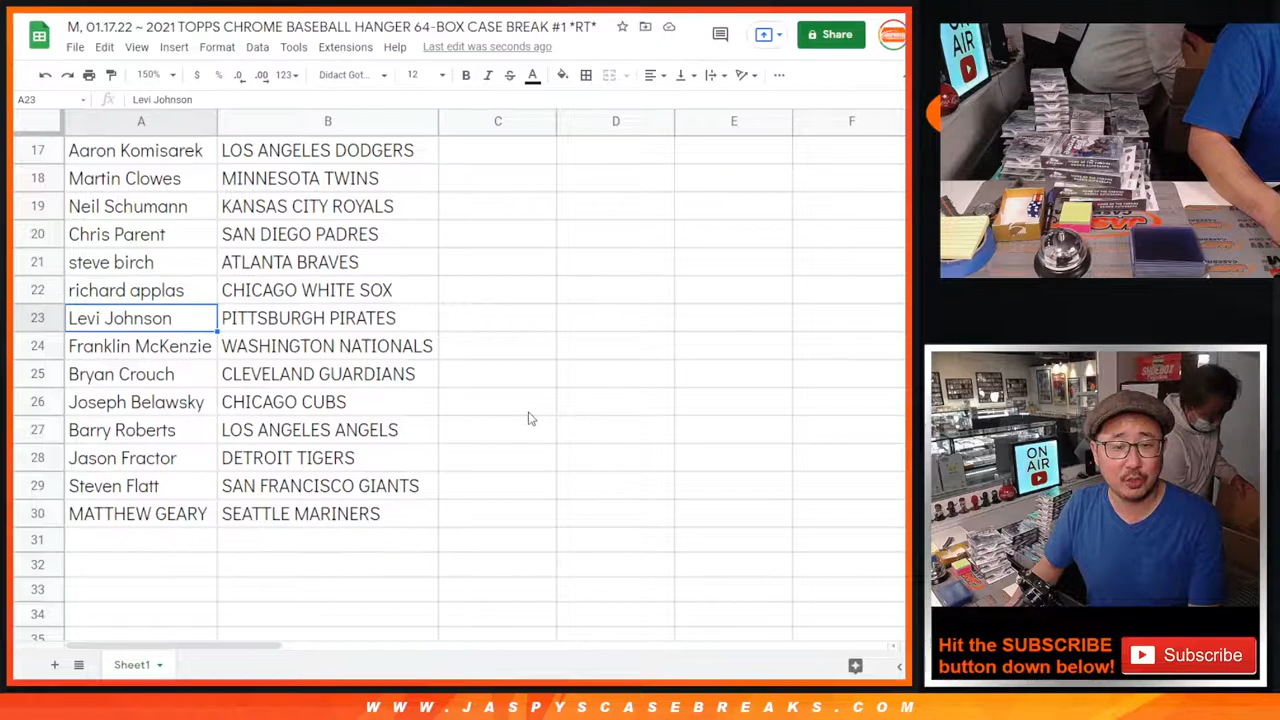 M, 01.17.22 ~ 2021 TOPPS CHROME BASEBALL HANGER 64-BOX CASE BREAK #1 *RT*
File Edit View Insert Format Data Tools Extensions Help Last edit was seconds ago
Share
150% $ % .0 .00 123 Didact Got... 12 B I S A
A23 fx Levi Johnson
A B C D E F
17 Aaron Komisarek LOS ANGELES DODGERS
18 Martin Clowes MINNESOTA TWINS
19 Neil Schumann KANSAS CITY ROYALS
20 Chris Parent SAN DIEGO PADRES
21 steve birch ATLANTA BRAVES
22 richard applas CHICAGO WHITE SOX
23 Levi Johnson PITTSBURGH PIRATES
24 Franklin McKenzie WASHINGTON NATIONALS
25 Bryan Crouch CLEVELAND GUARDIANS
26 Joseph Belawsky CHICAGO CUBS
27 Barry Roberts LOS ANGELES ANGELS
28 Jason Fractor DETROIT TIGERS
29 Steven Flatt SAN FRANCISCO GIANTS
30 MATTHEW GEARY SEATTLE MARINERS
31
32
33
34
35
Sheet1
ON
AIR
SHOEBOX
ON
AIR
Hit the SUBSCRIBE
button down below!
Subscribe
WWW.JASPYSCASEBREAKS.COM